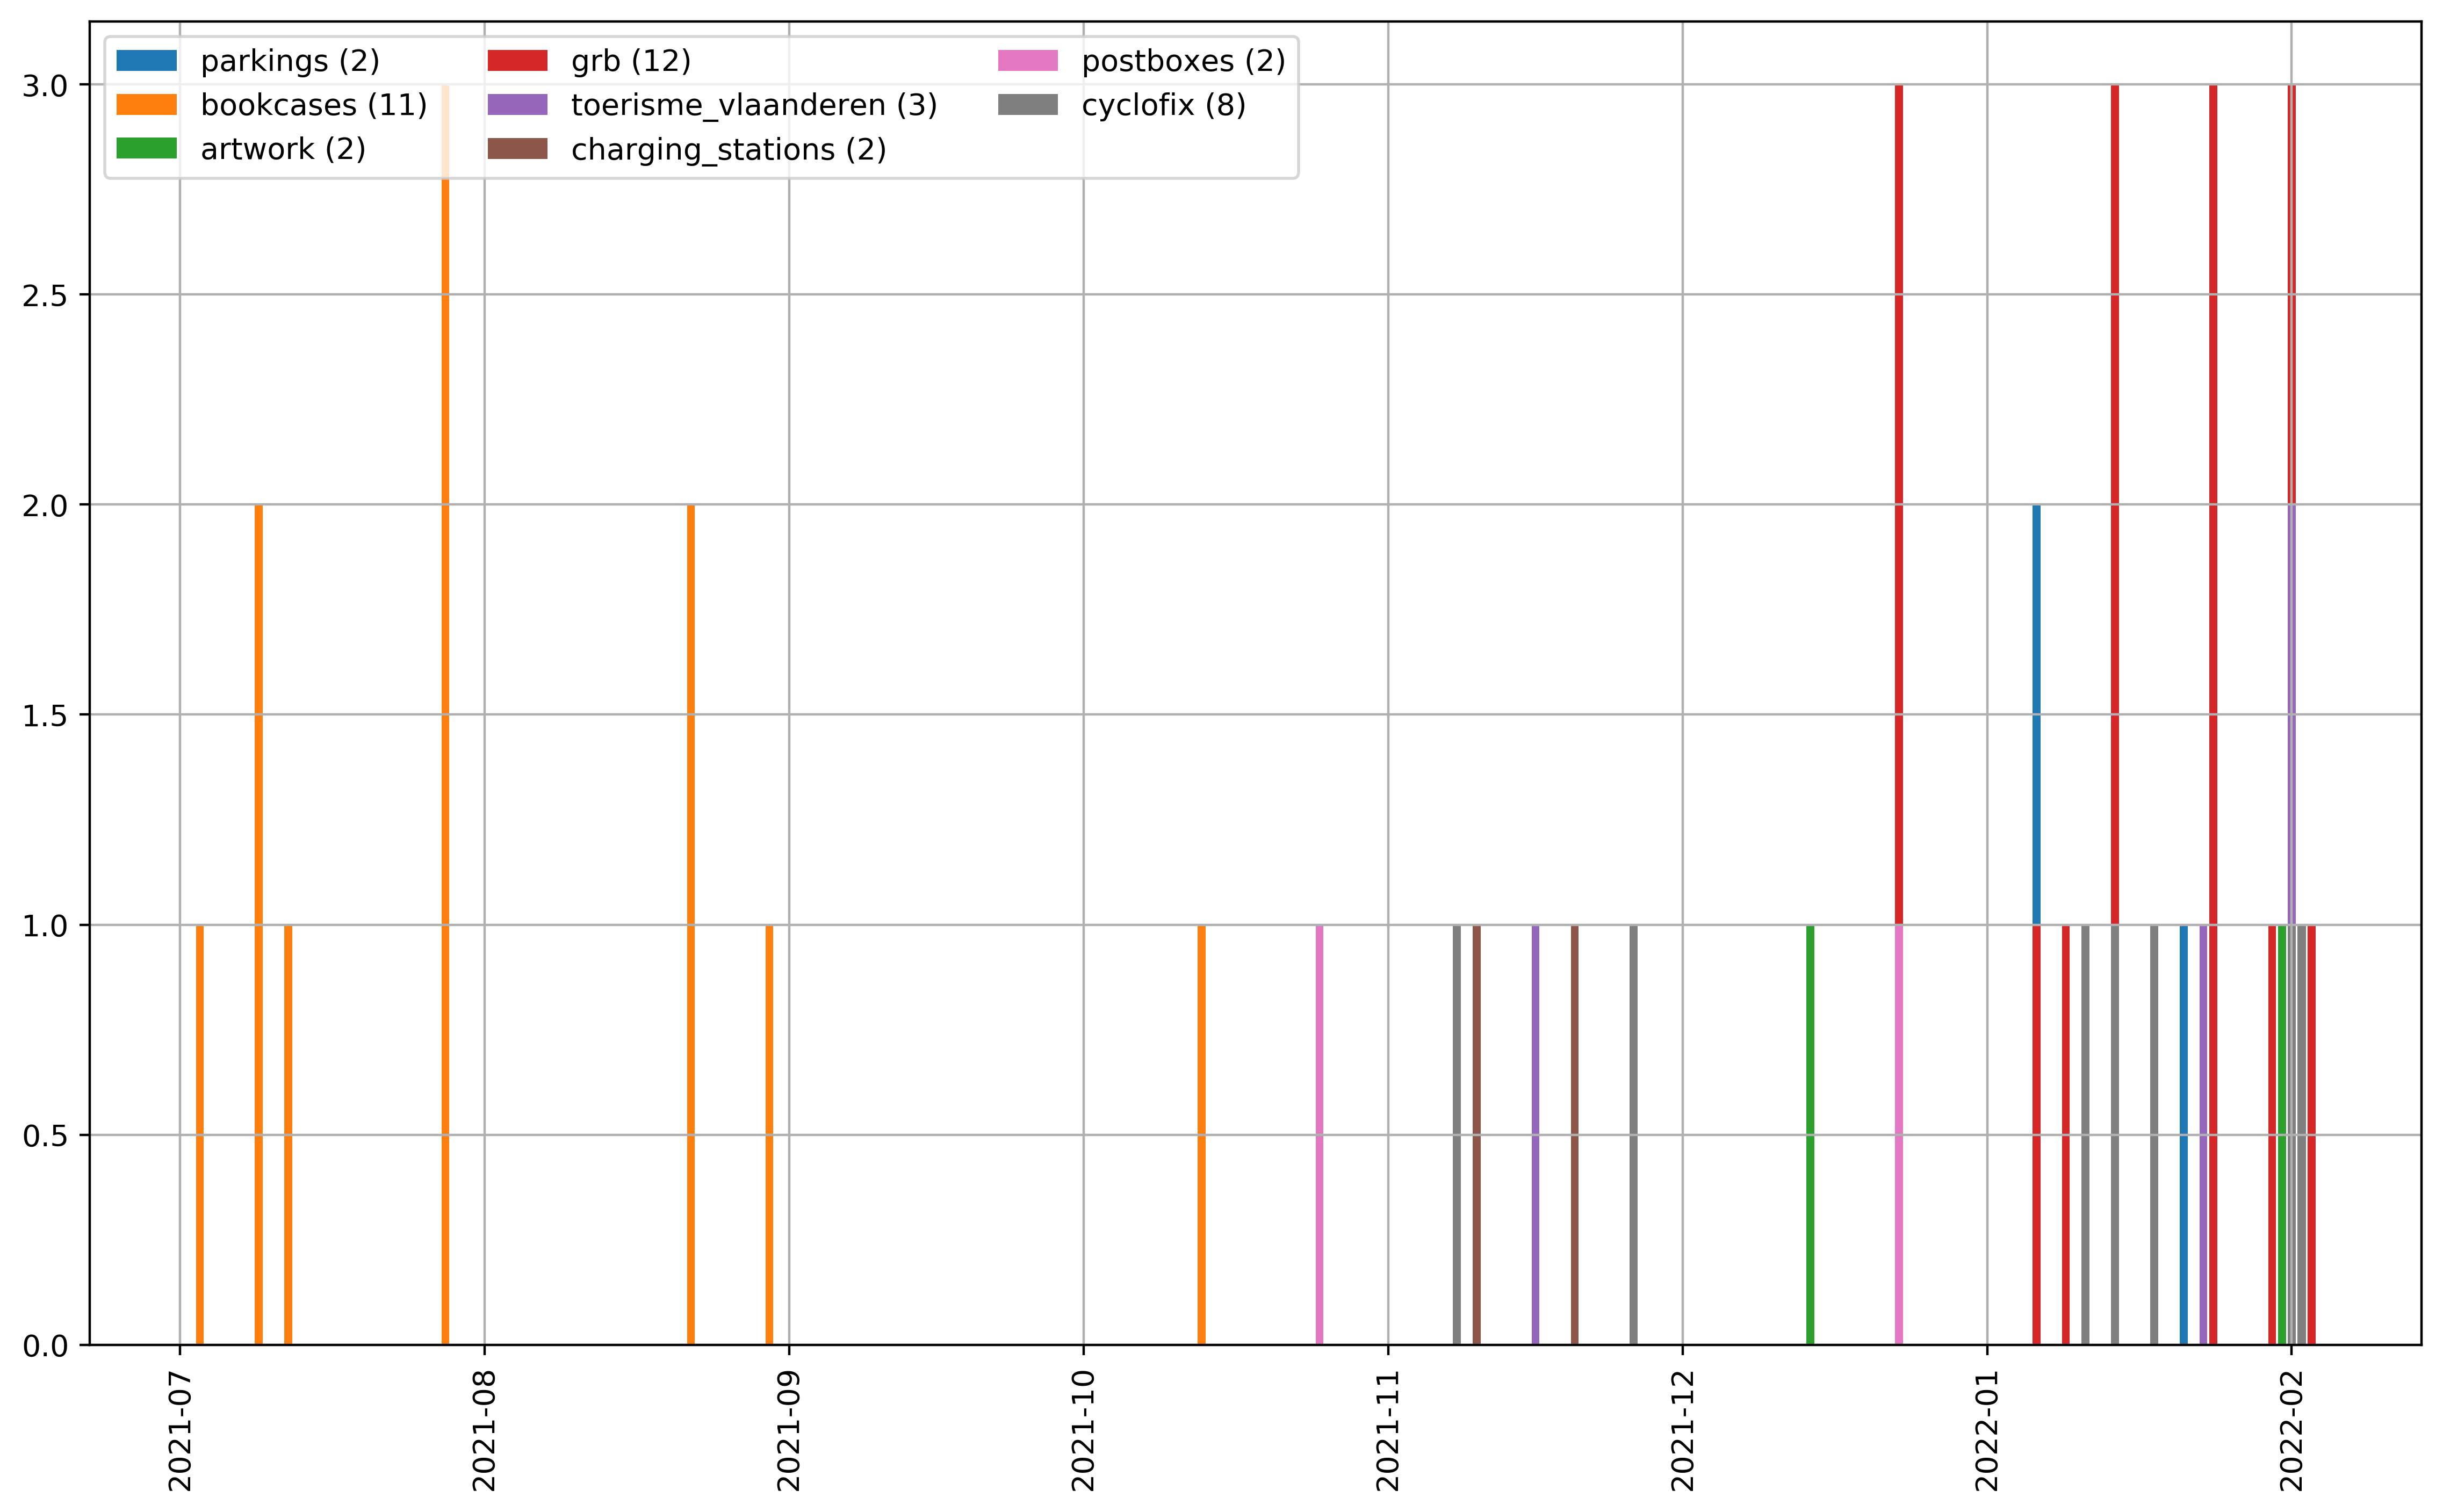 parkings (2)
bookcases (11)
artwork (2)
grb (12)
toerisme_vlaanderen (3)
charging_stations (2)
postboxes (2)
cyclofix (8)
3.0
2.5
2.0
1.5
1.0
0.5
0.0
2021-07
2021-08
2021-09
2021-10
2021-11
2021-12
2022-01
2022-02